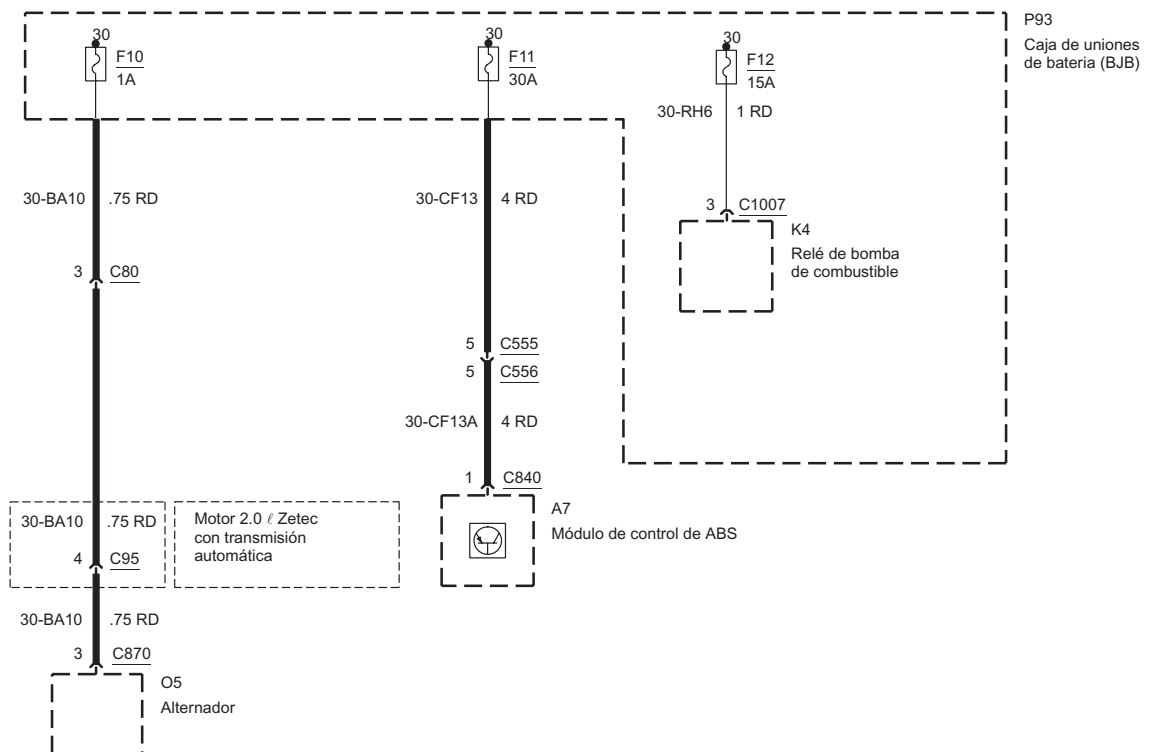 P93
Caja de uniones
de bateria (BJB)
30
F10
1A
30
F11
30A
30
F12
15A
30-RH6 1 RD
3 C1007
K4
Relé de bomba
de combustible
30-BA10 .75 RD
30-CF13 4 RD
3 C80
5 C555
5 C556
30-CF13A 4 RD
1 C840
A7
Módulo de control de ABS
30-BA10 .75 RD
4 C95
Motor 2.0 ℓ Zetec
con transmisión
automática
30-BA10 .75 RD
3 C870
O5
Alternador